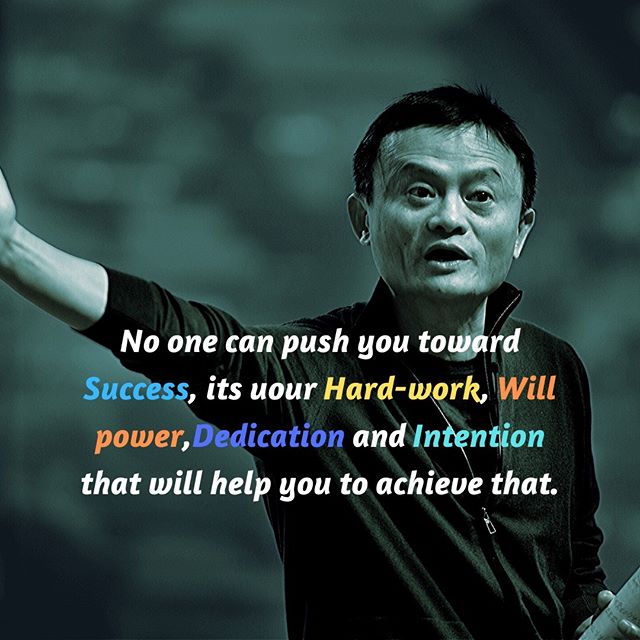 No one can push you toward
Success, its uour Hard-work, Will
power,Dedication and Intention
that will help you to achieve that.